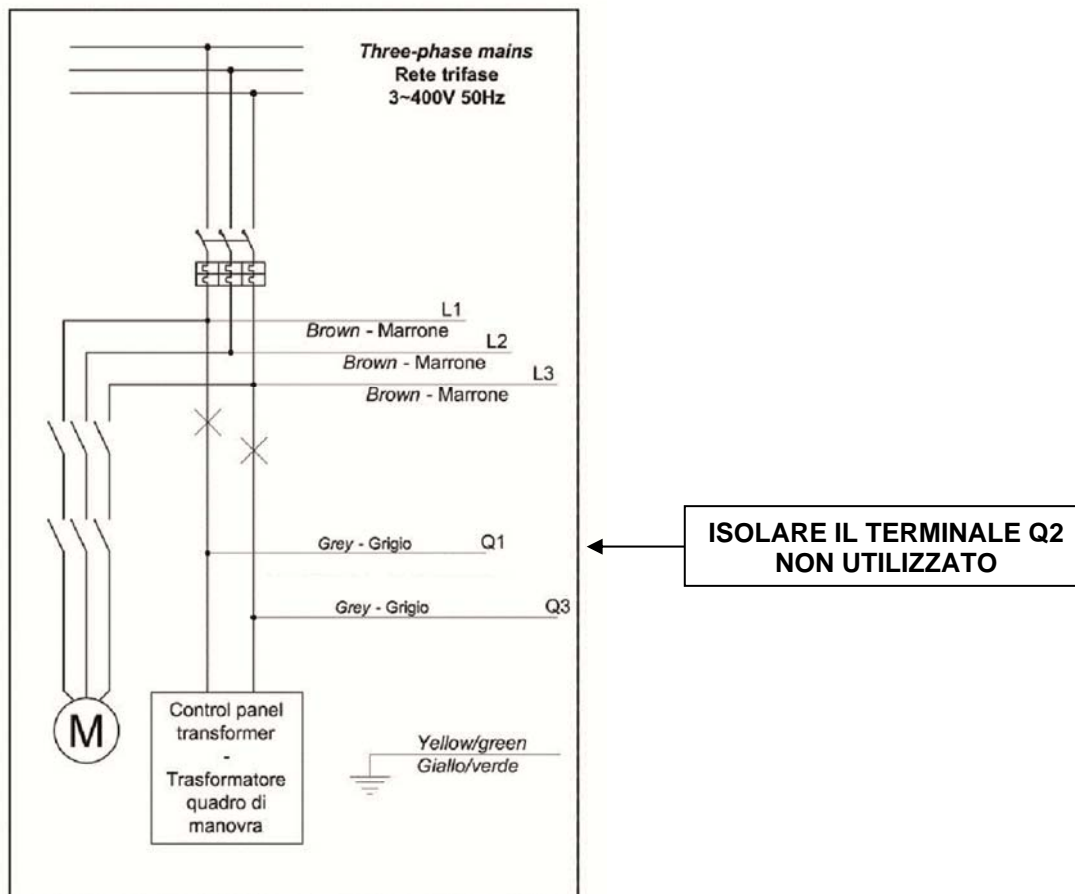 Three-phase mains
Rete trifase
3~400V 50Hz
L1
Brown - Marrone
L2
Brown - Marrone
L3
Brown - Marrone
Grey - Grigio
Q1
ISOLARE IL TERMINALE Q2
NON UTILIZZATO
Grey - Grigio
Q3
M
Control panel
transformer
-
Trasformatore
quadro di
manovra
Yellow/green
Giallo/verde